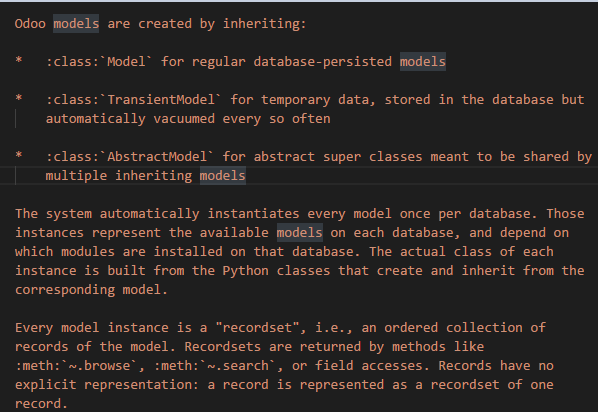 Odoo models are created by inheriting:
*   :class:`Model` for regular database-persisted models
*   :class:`TransientModel` for temporary data, stored in the database but
    automatically vacuumed every so often
*   :class:`AbstractModel` for abstract super classes meant to be shared by
    multiple inheriting models
The system automatically instantiates every model once per database. Those
instances represent the available models on each database, and depend on
which modules are installed on that database. The actual class of each
instance is built from the Python classes that create and inherit from the
corresponding model.
Every model instance is a "recordset", i.e., an ordered collection of
records of the model. Recordsets are returned by methods like
:meth:`~.browse`, :meth:`~.search`, or field accesses. Records have no
explicit representation: a record is represented as a recordset of one
record.